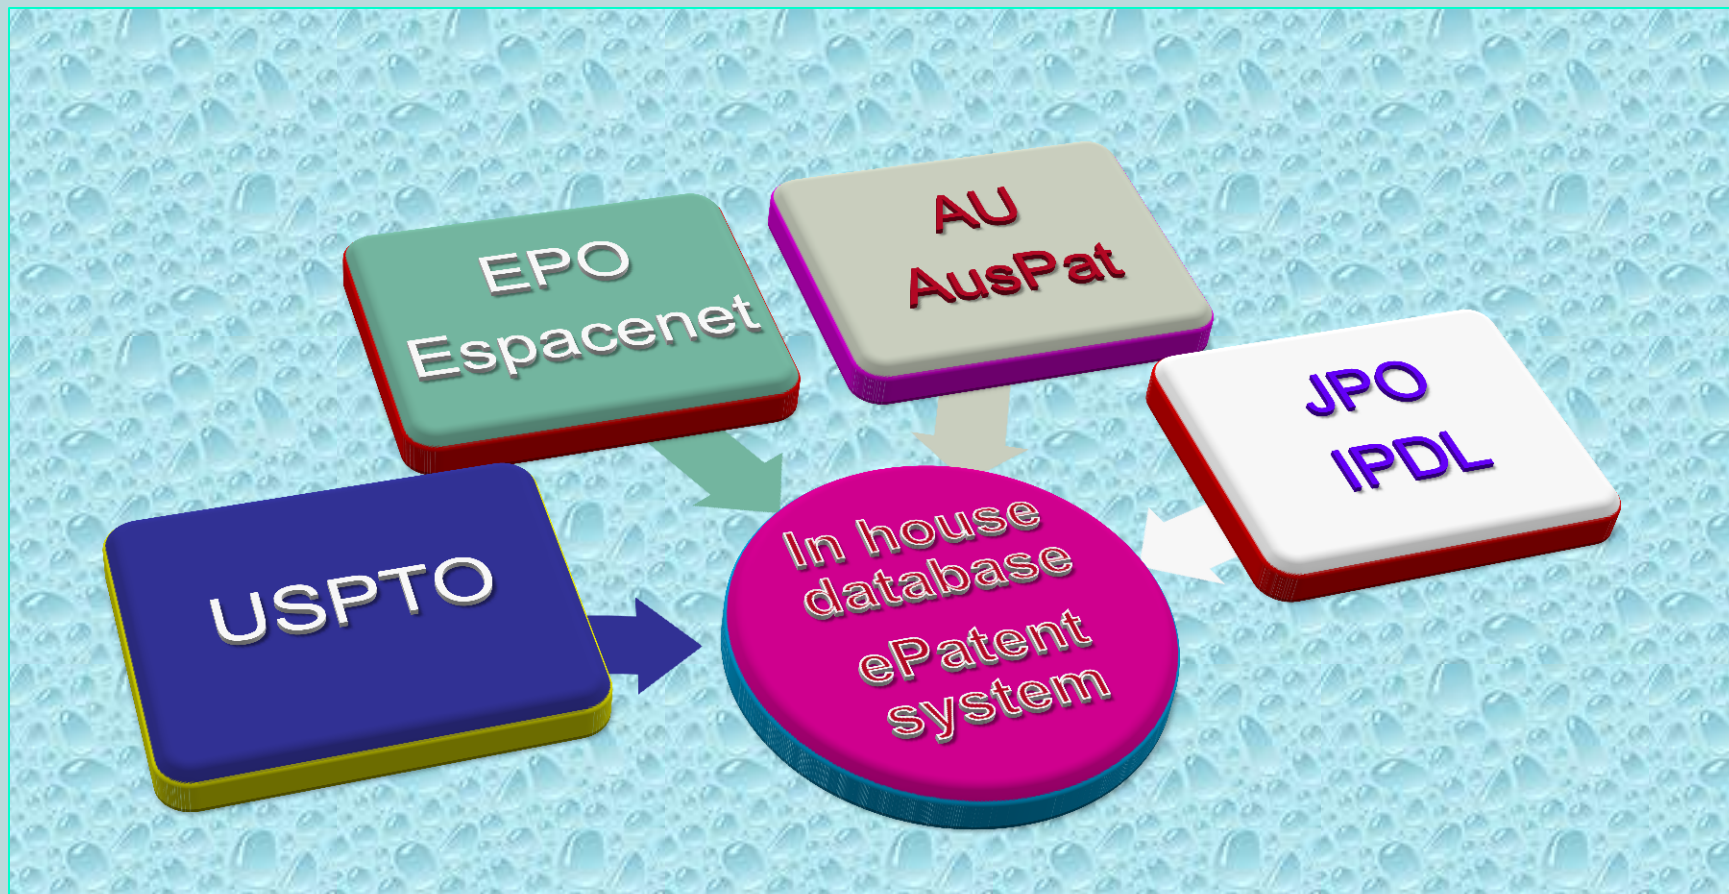 EPO
Espacenet
AU
AusPat
JPO
IPDL
USPTO
In house
database
ePatent
system